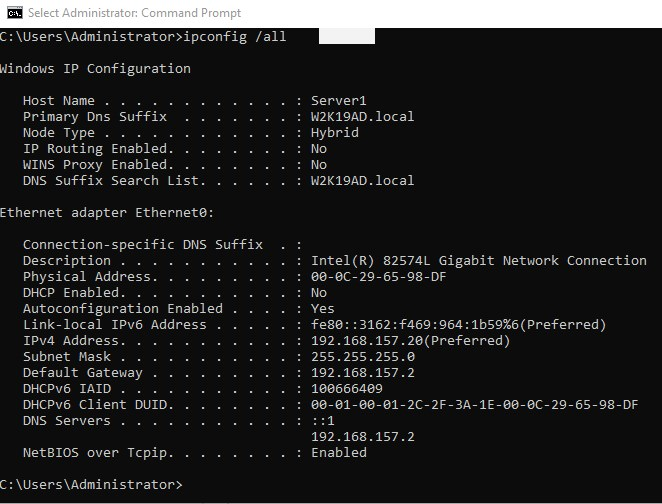 Select Administrator: Command Prompt
C:\Users\Administrator>ipconfig /all
Windows IP Configuration
Host Name . . . . . . . . . . . . : Server1
Primary Dns Suffix  . . . . . . . : W2K19AD.local
Node Type . . . . . . . . . . . . : Hybrid
IP Routing Enabled. . . . . . . . : No
WINS Proxy Enabled. . . . . . . . : No
DNS Suffix Search List. . . . . . : W2K19AD.local
Ethernet adapter Ethernet0:
Connection-specific DNS Suffix  . :
Description . . . . . . . . . . . : Intel(R) 82574L Gigabit Network Connection
Physical Address. . . . . . . . . : 00-0C-29-65-98-DF
DHCP Enabled. . . . . . . . . . . : No
Autoconfiguration Enabled . . . . : Yes
Link-local IPv6 Address . . . . . : fe80::3162:f469:964:1b59%6(Preferred)
IPv4 Address. . . . . . . . . . . : 192.168.157.20(Preferred)
Subnet Mask . . . . . . . . . . . : 255.255.255.0
Default Gateway . . . . . . . . . : 192.168.157.2
DHCPv6 IAID . . . . . . . . . . . : 100666409
DHCPv6 Client DUID. . . . . . . . : 00-01-00-01-2C-2F-3A-1E-00-0C-29-65-98-DF
DNS Servers . . . . . . . . . . . : ::1
192.168.157.2
NetBIOS over Tcpip. . . . . . . . : Enabled
C:\Users\Administrator>